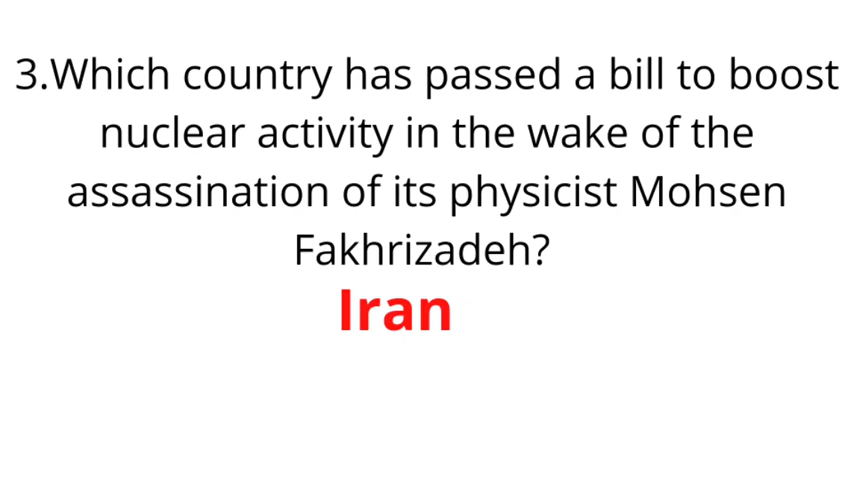 3.Which country has passed a bill to boost
nuclear activity in the wake of the
assassination of its physicist Mohsen
Fakhrizadeh?
Iran